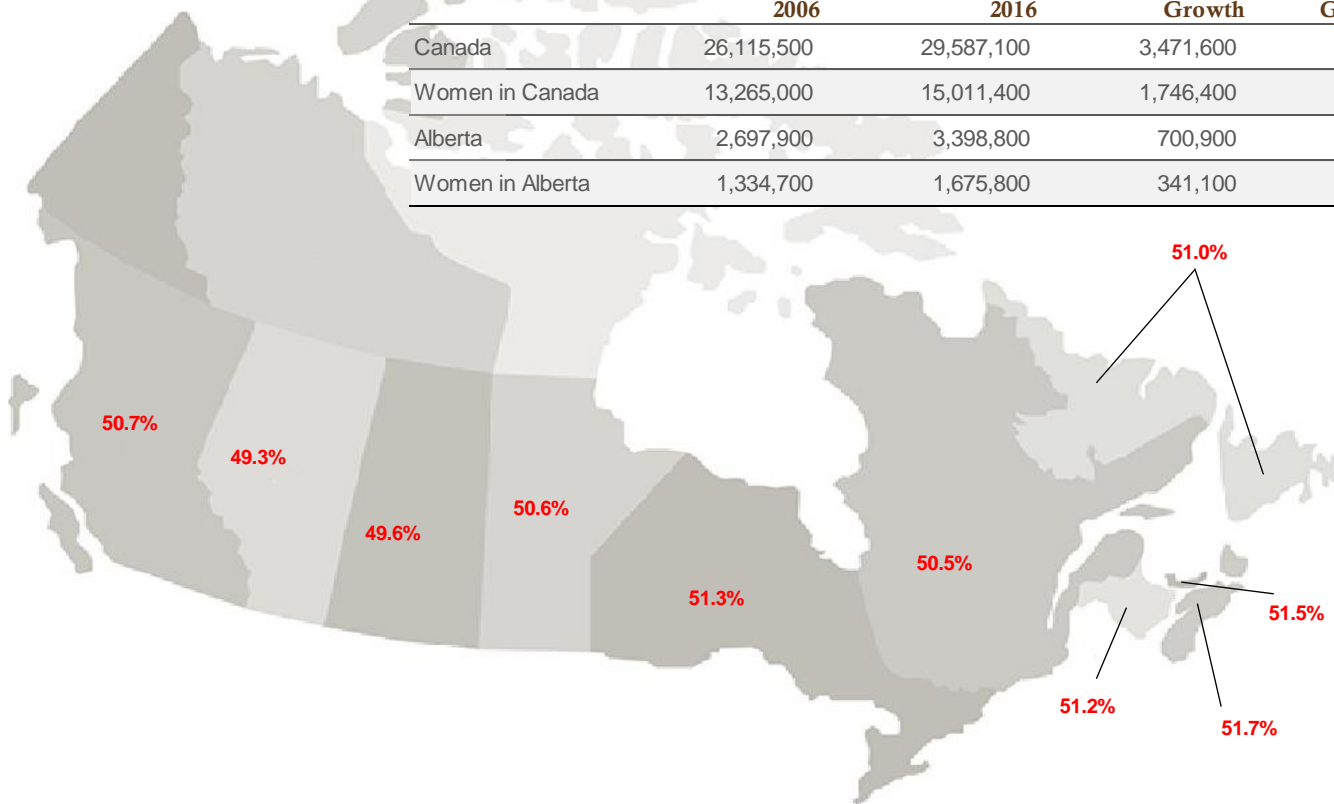 2006 2016 Growth G
Canada 26,115,500 29,587,100 3,471,600
Women in Canada 13,265,000 15,011,400 1,746,400
Alberta 2,697,900 3,398,800 700,900
Women in Alberta 1,334,700 1,675,800 341,100
51.0%
50.7%
49.3%
50.6%
49.6%
50.5%
51.3%
51.5%
51.2%
51.7%